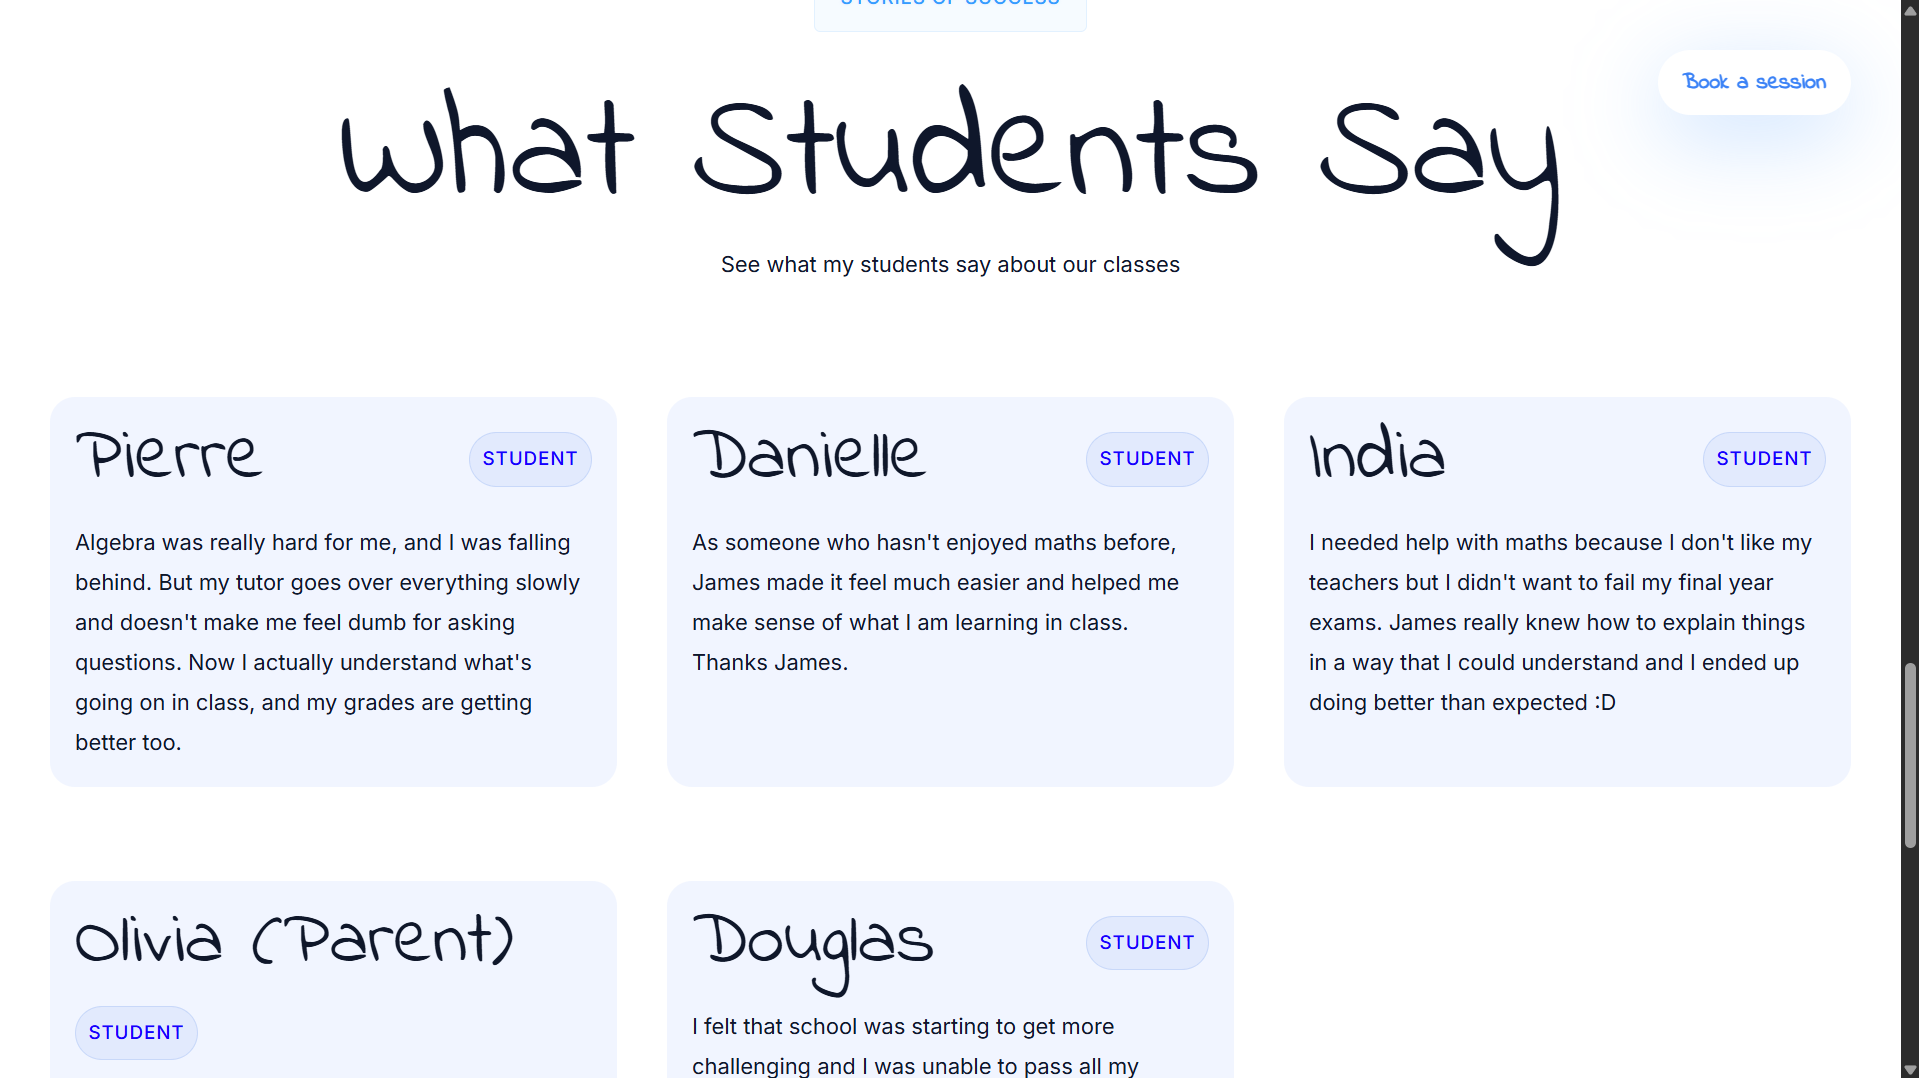 STORIES OF SUCCESS
Book a session
What Students Say
See what my students say about our classes
Pierre
STUDENT
Algebra was really hard for me, and I was falling
behind. But my tutor goes over everything slowly
and doesn't make me feel dumb for asking
questions. Now I actually understand what's
going on in class, and my grades are getting
better too.
Danielle
STUDENT
As someone who hasn't enjoyed maths before,
James made it feel much easier and helped me
make sense of what I am learning in class.
Thanks James.
India
STUDENT
I needed help with maths because I don't like my
teachers but I didn't want to fail my final year
exams. James really knew how to explain things
in a way that I could understand and I ended up
doing better than expected :D
Olivia (Parent)
STUDENT
Douglas
STUDENT
I felt that school was starting to get more
challenging and I was unable to pass all my